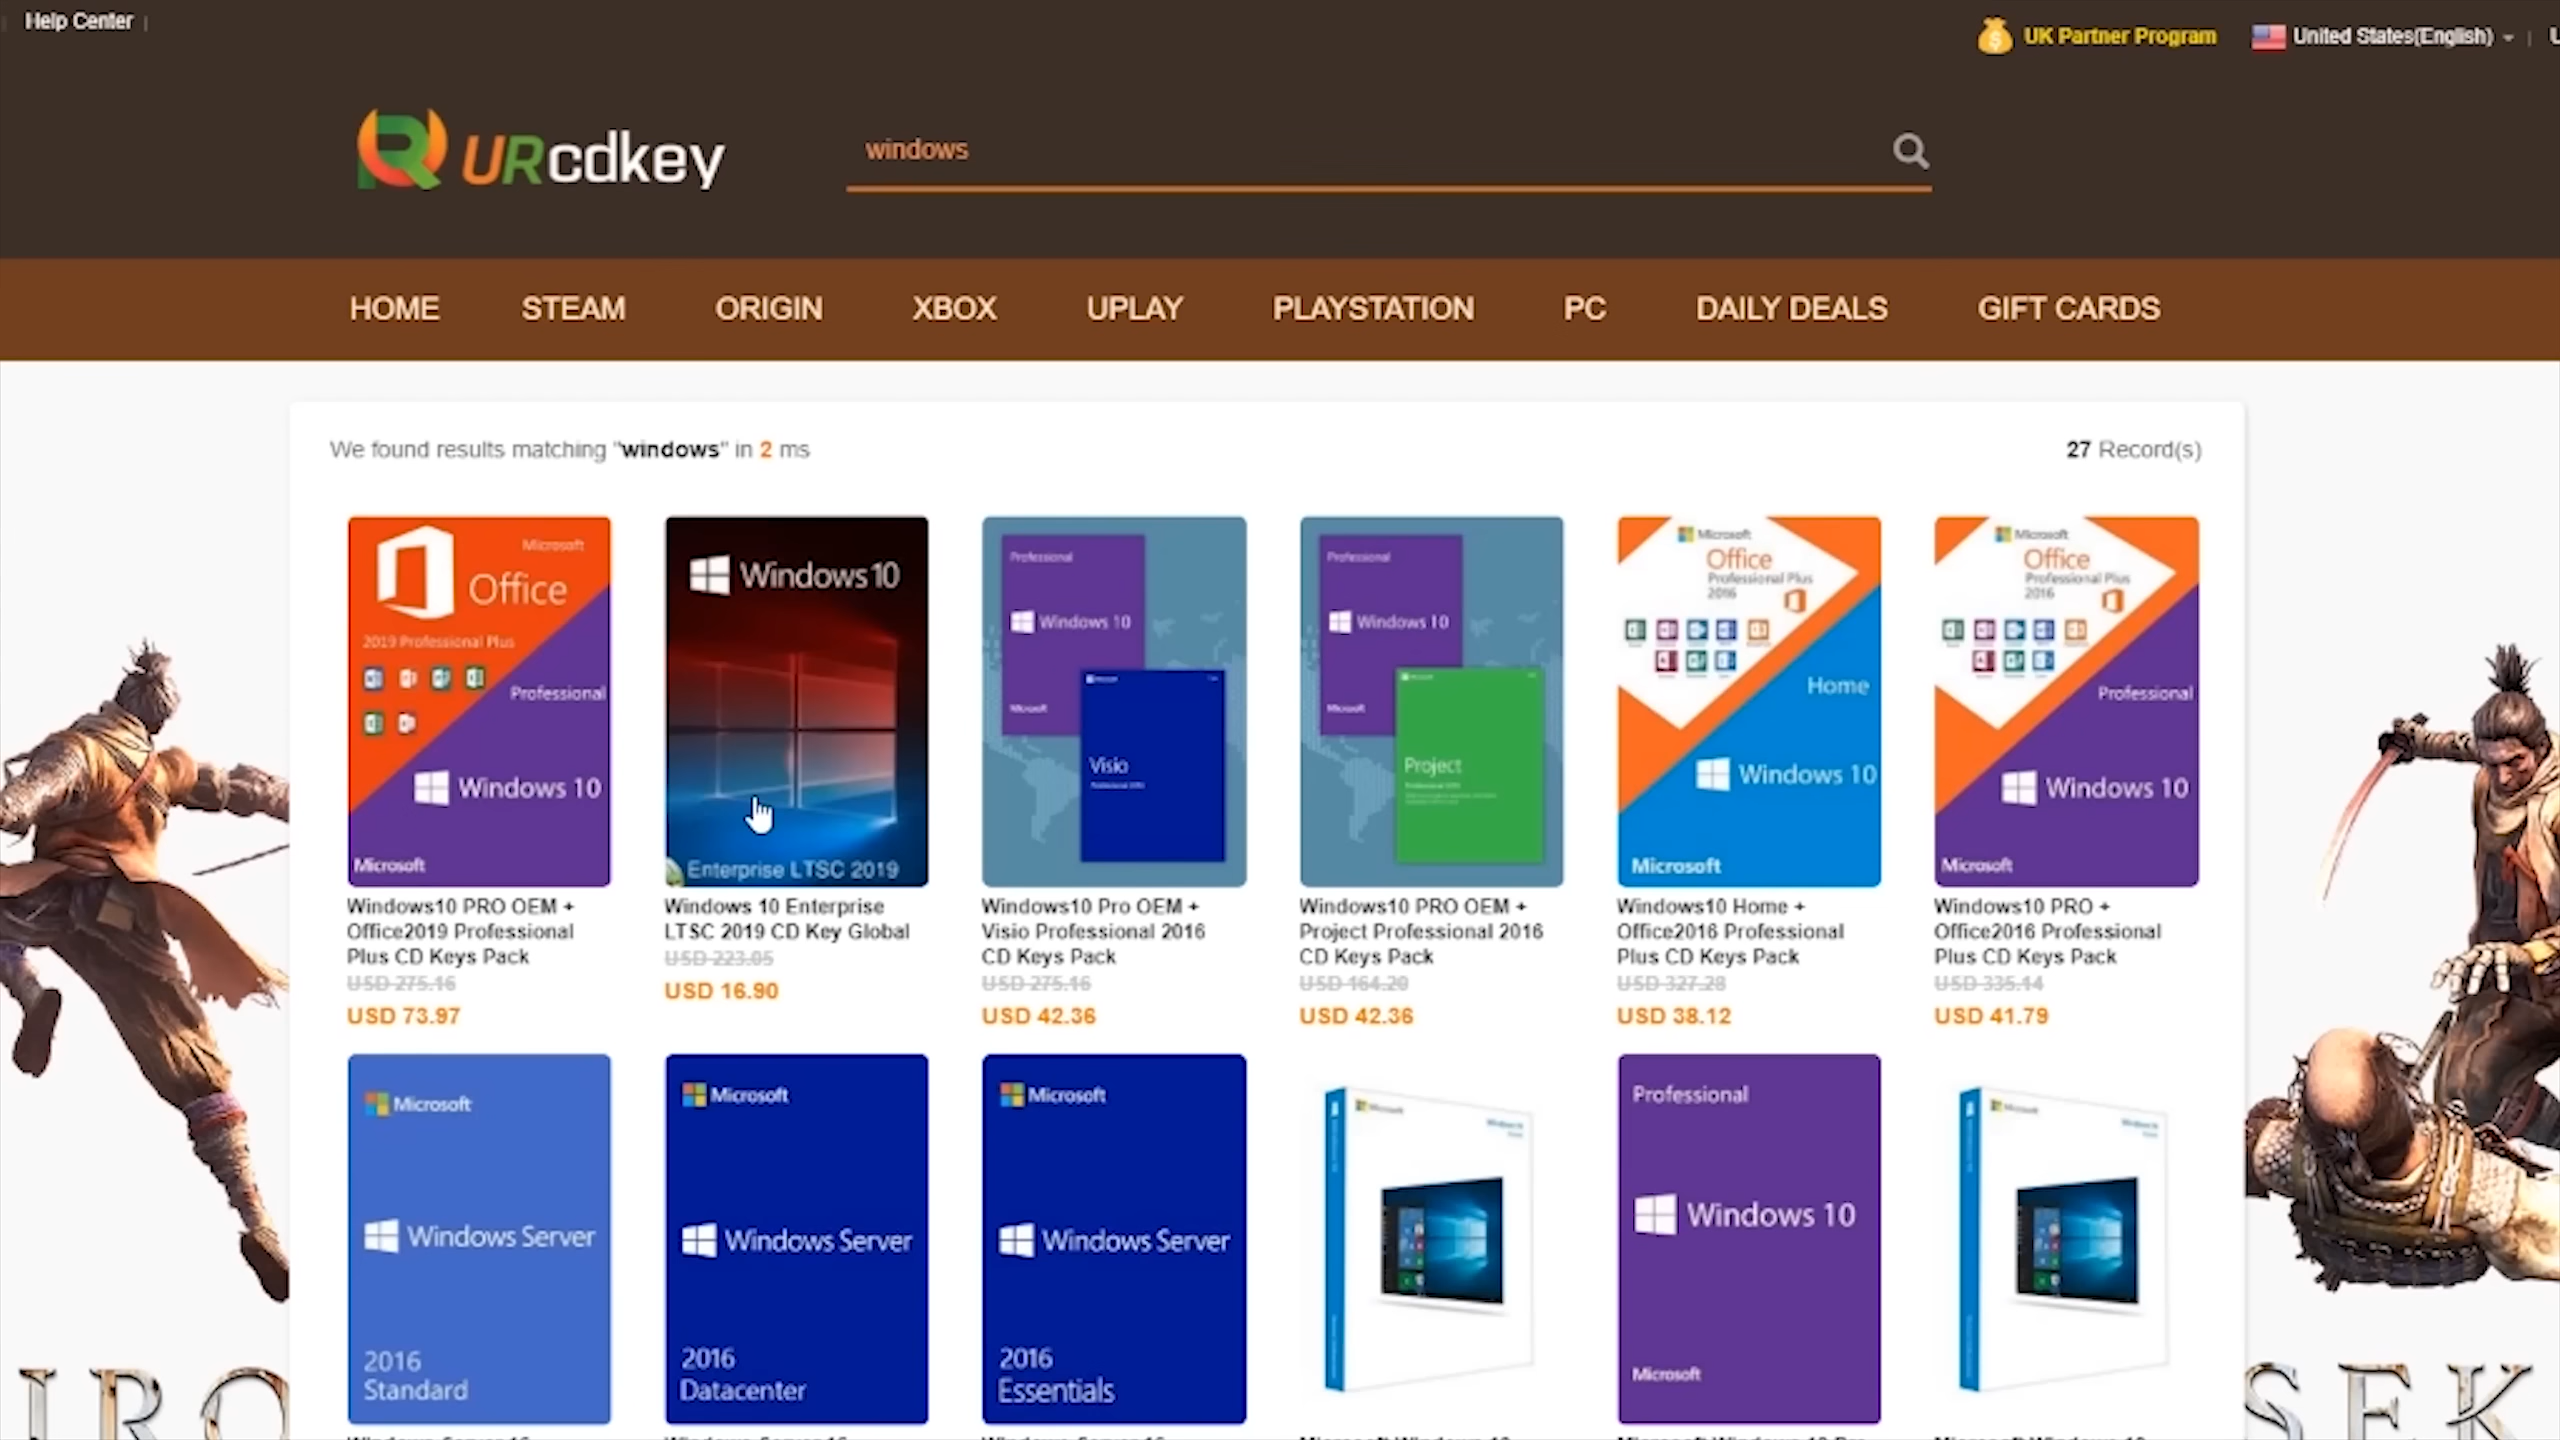 Help Center
UK Partner Program
United States(English)
URcdkey
windows
HOME
STEAM
ORIGIN
XBOX
UPLAY
PLAYSTATION
PC
DAILY DEALS
GIFT CARDS
We found results matching "windows" in 2 ms
27 Record(s)
Microsoft
Office
2019 Professional Plus
Professional
Windows 10
Microsoft
Windows10 PRO OEM +
Office2019 Professional
Plus CD Keys Pack
USD 275.16
USD 73.97
Windows 10
Enterprise LTSC 2019
Windows 10 Enterprise
LTSC 2019 CD Key Global
USD 223.05
USD 16.90
Professional
Windows 10
Microsoft
Visio
Windows10 Pro OEM +
Visio Professional 2016
CD Keys Pack
USD 275.16
USD 42.36
Professional
Windows 10
Microsoft
Project
Windows10 PRO OEM +
Project Professional 2016
CD Keys Pack
USD 164.20
USD 42.36
Microsoft
Office
Professional Plus
2016
Home
Windows 10
Microsoft
Windows10 Home +
Office2016 Professional
Plus CD Keys Pack
USD 327.28
USD 38.12
Microsoft
Office
Professional Plus
2016
Professional
Windows 10
Microsoft
Windows10 PRO +
Office2016 Professional
Plus CD Keys Pack
USD 335.14
USD 41.79
Microsoft
Windows Server
2016
Standard
Microsoft
Windows Server
2016
Datacenter
Microsoft
Windows Server
2016
Essentials
Professional
Windows 10
Microsoft
IRO
SEK